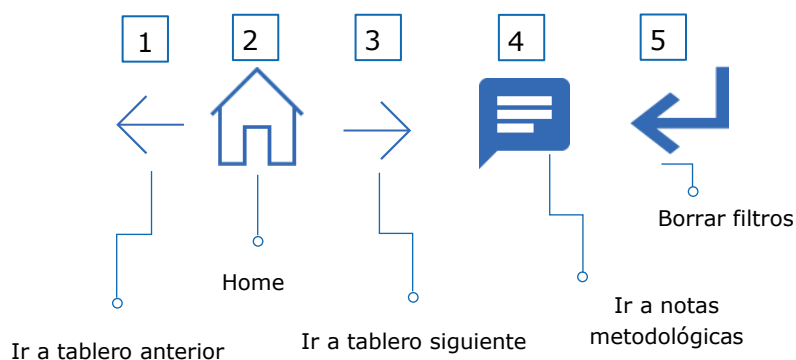 1
2
3
4
5
Borrar filtros
Home
Ir a notas
metodológicas
Ir a tablero siguiente
Ir a tablero anterior